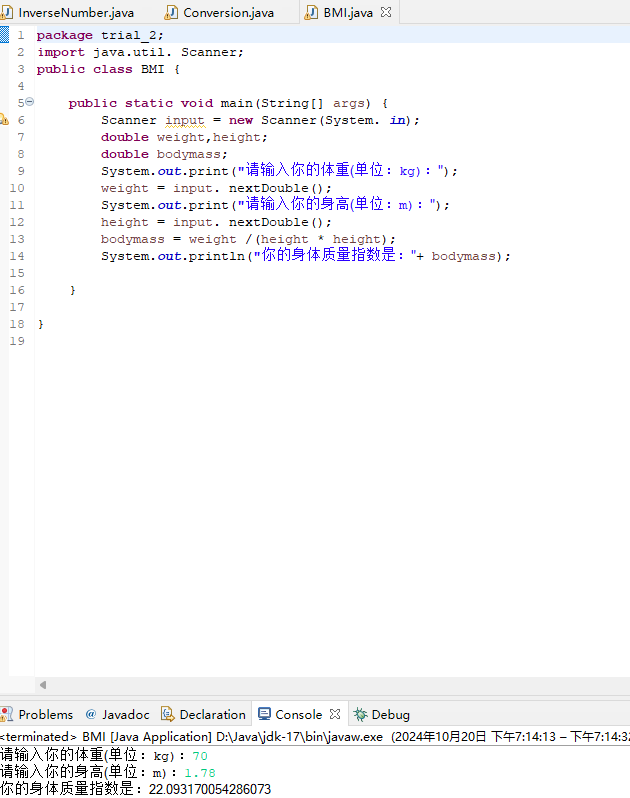 InverseNumber.java Conversion.java BMI.java
1 package trial_2;
2 import java.util. Scanner;
3 public class BMI {
4
5 public static void main(String[] args) {
6 Scanner input = new Scanner(System. in);
7 double weight,height;
8 double bodymass;
9 System.out.print("请输入你的体重(单位：kg)：");
10 weight = input. nextDouble();
11 System.out.print("请输入你的身高(单位：m)：");
12 height = input. nextDouble();
13 bodymass = weight /(height * height);
14 System.out.println("你的身体质量指数是："+ bodymass);
15
16 }
17
18 }
19
Problems @ Javadoc Declaration Console Debug
<terminated> BMI [Java Application] D:\Java\jdk-17\bin\javaw.exe (2024年10月20日 下午7:14:13 – 下午7:14:32
请输入你的体重(单位：kg)：70
请输入你的身高(单位：m)：1.78
你的身体质量指数是：22.093170054286073